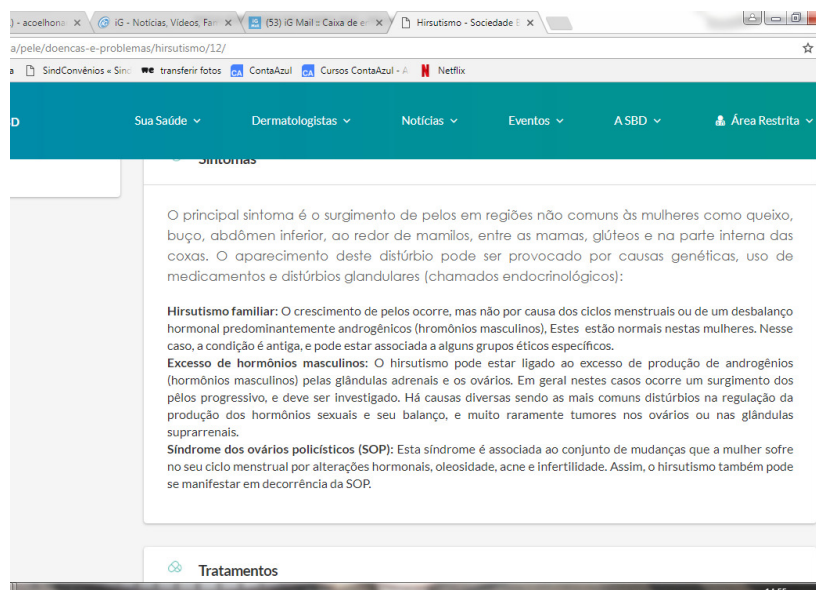 ) - acoelhona iG - Notícias, Vídeos, Fam (53) iG Mail :: Caixa de en Hirsutismo - Sociedade B
a/pele/doencas-e-problemas/hirsutismo/12/
a SindConvênios « Sind we transferir fotos CA ContaAzul CA Cursos ContaAzul - A N Netflix
D Sua Saúde Dermatologistas Notícias Eventos A SBD Área Restrita
Sintomas
O principal sintoma é o surgimento de pelos em regiões não comuns às mulheres como queixo,
buço, abdômen inferior, ao redor de mamilos, entre as mamas, glúteos e na parte interna das
coxas. O aparecimento deste distúrbio pode ser provocado por causas genéticas, uso de
medicamentos e distúrbios glandulares (chamados endocrinológicos):
Hirsutismo familiar: O crescimento de pelos ocorre, mas não por causa dos ciclos menstruais ou de um desbalanço
hormonal predominantemente androgênicos (hromônios masculinos), Estes estão normais nestas mulheres. Nesse
caso, a condição é antiga, e pode estar associada a alguns grupos éticos específicos.
Excesso de hormônios masculinos: O hirsutismo pode estar ligado ao excesso de produção de androgênios
(hormônios masculinos) pelas glândulas adrenais e os ovários. Em geral nestes casos ocorre um surgimento dos
pêlos progressivo, e deve ser investigado. Há causas diversas sendo as mais comuns distúrbios na regulação da
produção dos hormônios sexuais e seu balanço, e muito raramente tumores nos ovários ou nas glândulas
suprarrenais.
Síndrome dos ovários policísticos (SOP): Esta síndrome é associada ao conjunto de mudanças que a mulher sofre
no seu ciclo menstrual por alterações hormonais, oleosidade, acne e infertilidade. Assim, o hirsutismo também pode
se manifestar em decorrência da SOP.
Tratamentos